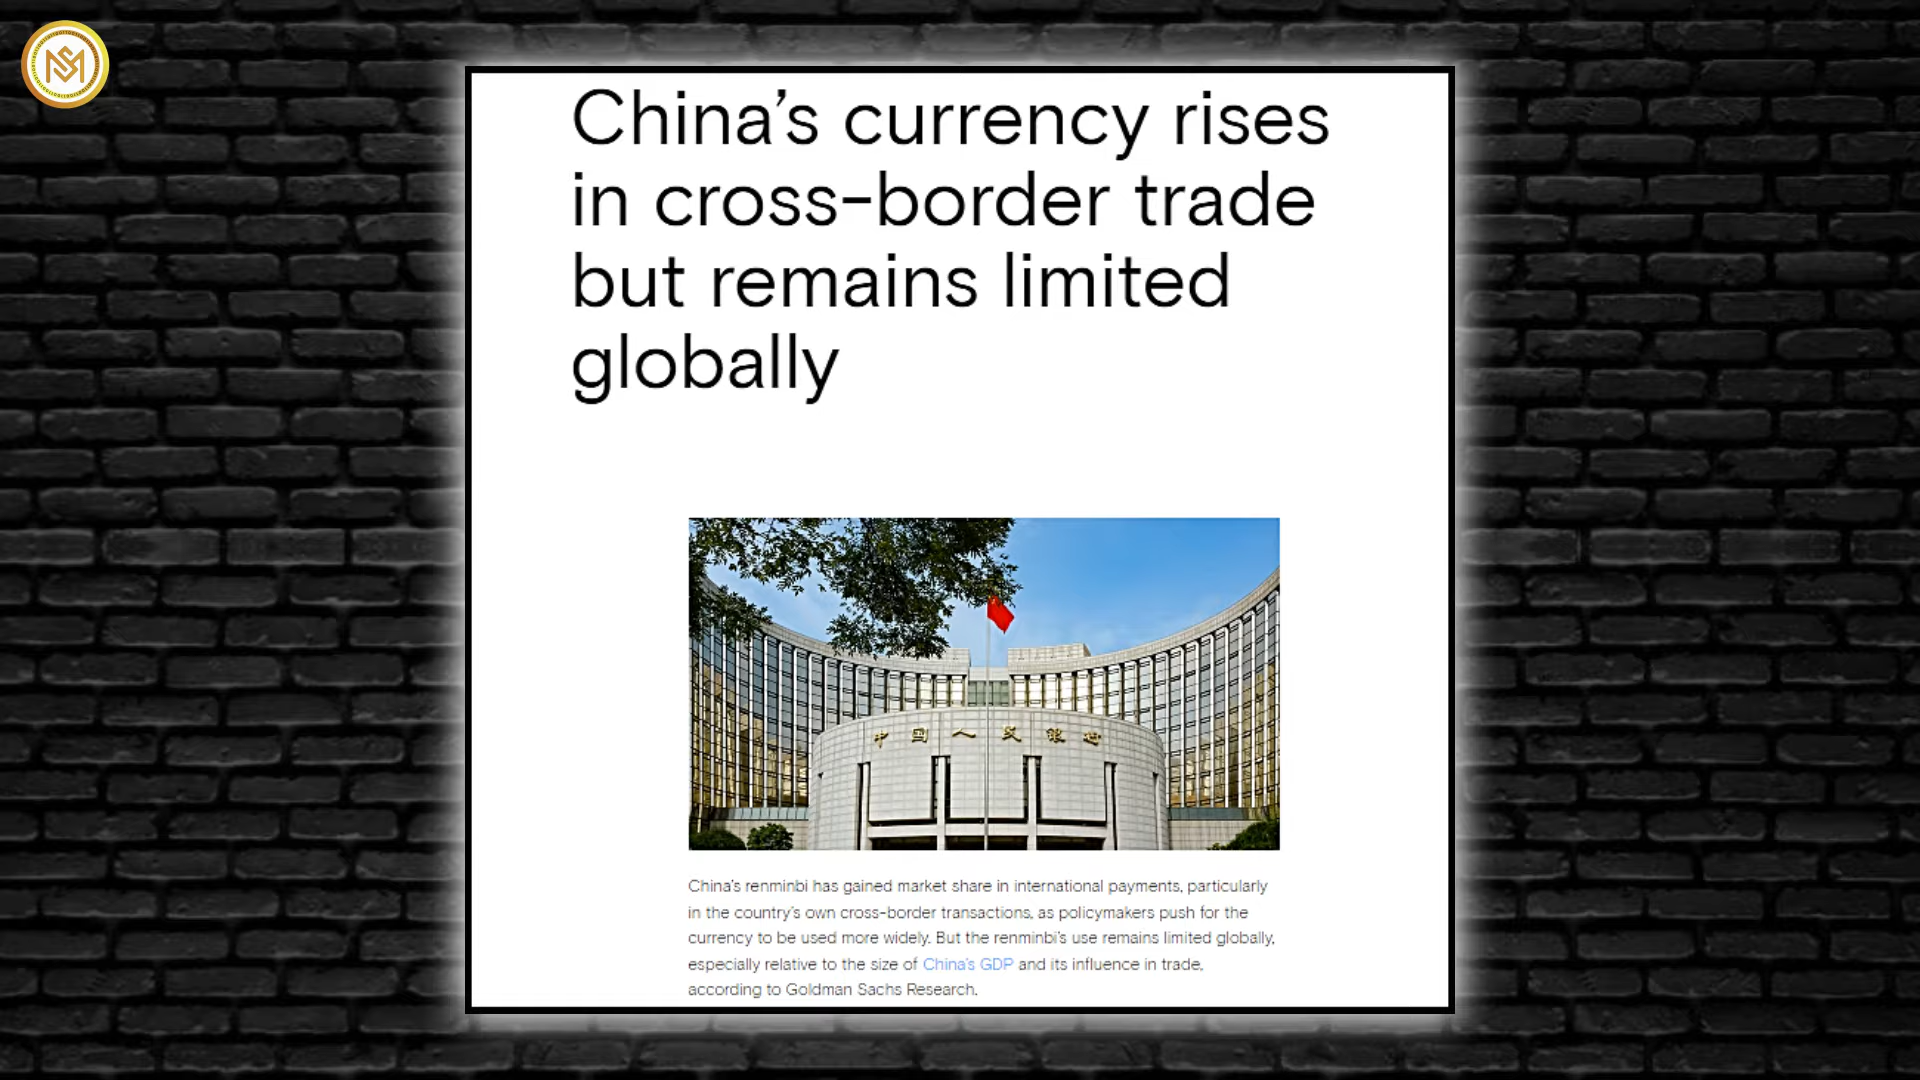 China’s currency rises
in cross-border trade
but remains limited
globally
中国人民银行
China’s renminbi has gained market share in international payments, particularly
in the country’s own cross-border transactions, as policymakers push for the
currency to be used more widely. But the renminbi’s use remains limited globally,
especially relative to the size of China’s GDP and its influence in trade,
according to Goldman Sachs Research.